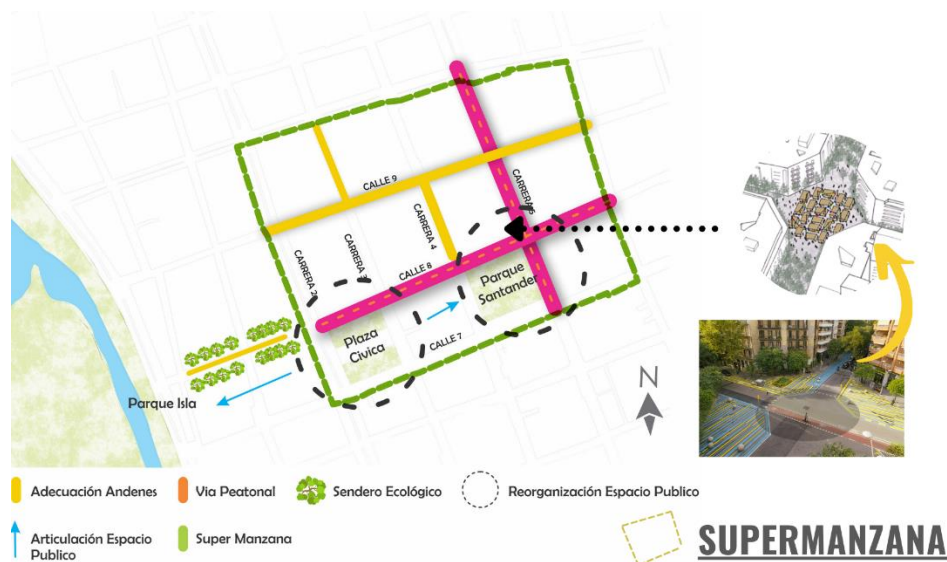 CALLE 9
CARRERA 5
CARRERA 4
CARRERA 3
CARRERA 2
CALLE 8
Parque
Santander
Plaza
Civica
CALLE 7
Parque Isla
N
Adecuación Andenes
Via Peatonal
Sendero Ecológico
Reorganización Espacio Publico
Articulación Espacio
Publico
Super Manzana
SUPERMANZANA